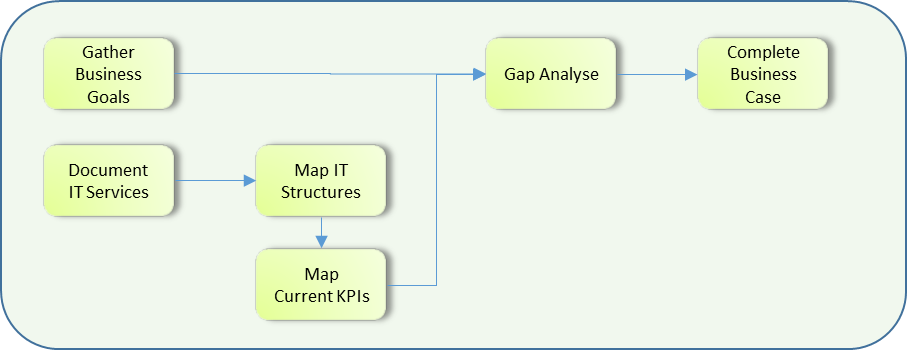 Gather
Business
Goals
Gap Analyse
Complete
Business
Case
Document
IT Services
Map IT
Structures
Map
Current KPIs